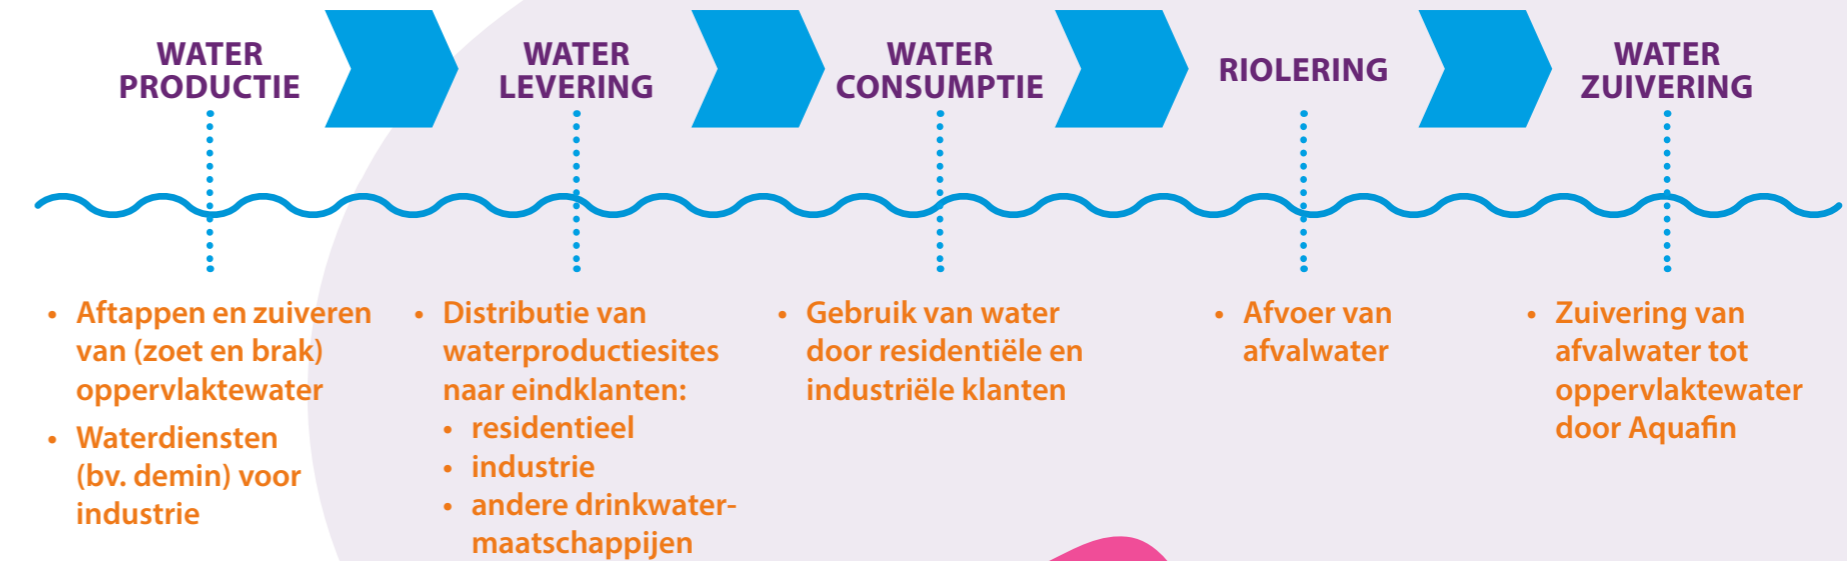 WATER
PRODUCTIE
WATER
LEVERING
WATER
CONSUMPTIE
RIOLERING
WATER
ZUIVERING
• Aftappen en zuiveren
van (zoet en brak)
oppervlaktewater
• Waterdiensten
(bv. demin) voor
industrie
• Distributie van
waterproductiesites
naar eindklanten:
• residentieel
• industrie
• andere drinkwater-
maatschappijen
• Gebruik van water
door residentiële en
industriële klanten
• Afvoer van
afvalwater
• Zuivering van
afvalwater tot
oppervlaktewater
door Aquafin